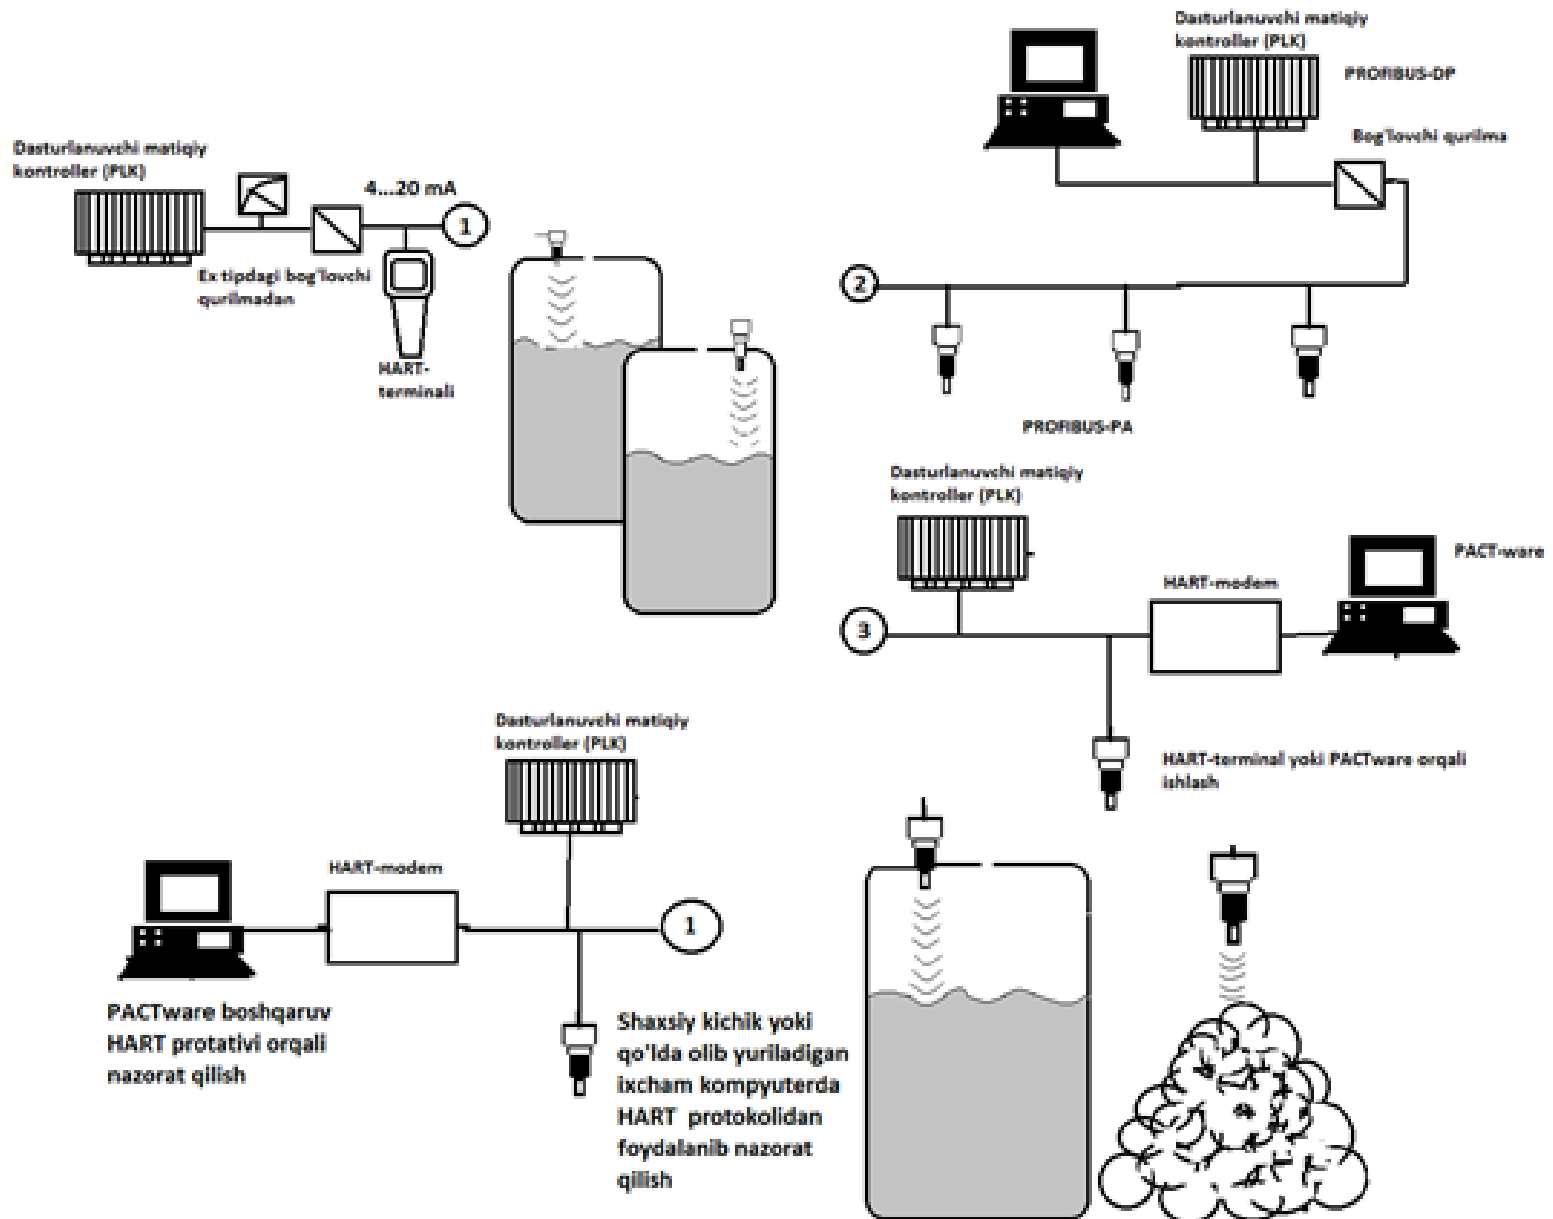 Dasturlanuvchi matiqiy
kontroller (PLK)
4...20 mA
1
Ex tipdagi bog'lovchi
qurilmadan
HART-
terminali
Dasturlanuvchi matiqiy
kontroller (PLK)
PROFIBUS-DP
Bog'lovchi qurilma
2
PROFIBUS-PA
Dasturlanuvchi matiqiy
kontroller (PLK)
PACT-ware
HART-modem
3
HART-terminal yoki PACTware orqali
ishlash
Dasturlanuvchi matiqiy
kontroller (PLK)
HART-modem
1
PACTware boshqaruv
HART protativi orqali
nazorat qilish
Shaxsiy kichik yoki
qo'lda olib yuriladigan
ixcham kompyuterda
HART protokolidan
foydalanib nazorat
qilish